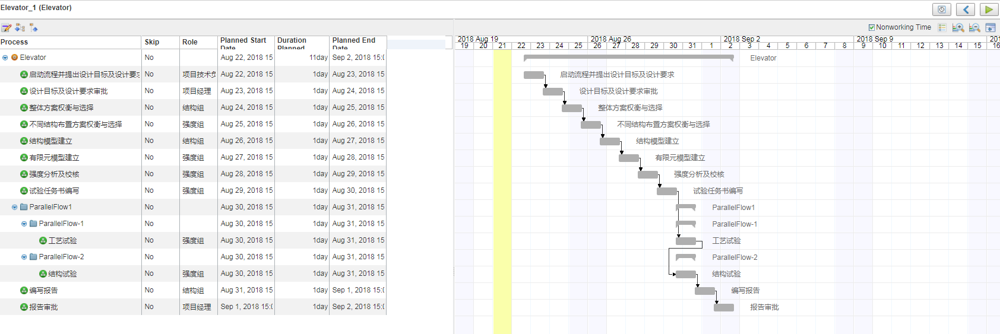 Elevator_1 (Elevator)
Nonworking Time
Process Skip Role Planned Start Date Duration Planned Planned End Date
2018 Aug 19 2018 Aug 26 2018 Sep 2 2018 Sep 9 2018
19 20 21 22 23 24 25 26 27 28 29 30 31 1 2 3 4 5 6 7 8 9 10 11 12 13 14 15 16
Elevator No Aug 22, 2018 15 11day Sep 2, 2018 15:0 Elevator
启动流程并提出设计目标及设计要求 No 项目技术负 Aug 22, 2018 15 1day Aug 23, 2018 15 启动流程并提出设计目标及设计要求
设计目标及设计要求审批 No 项目经理 Aug 23, 2018 15 1day Aug 24, 2018 15 设计目标及设计要求审批
整体方案权衡与选择 No 结构组 Aug 24, 2018 15 1day Aug 25, 2018 15 整体方案权衡与选择
不同结构布置方案权衡与选择 No 强度组 Aug 25, 2018 15 1day Aug 26, 2018 15 不同结构布置方案权衡与选择
结构模型建立 No 结构组 Aug 26, 2018 15 1day Aug 27, 2018 15 结构模型建立
有限元模型建立 No 强度组 Aug 27, 2018 15 1day Aug 28, 2018 15 有限元模型建立
强度分析及校核 No 强度组 Aug 28, 2018 15 1day Aug 29, 2018 15 强度分析及校核
试验任务书编写 No 强度组 Aug 29, 2018 15 1day Aug 30, 2018 15 试验任务书编写
ParallelFlow1 No Aug 30, 2018 15 1day Aug 31, 2018 15 ParallelFlow1
ParallelFlow-1 No Aug 30, 2018 15 1day Aug 31, 2018 15 ParallelFlow-1
工艺试验 No 强度组 Aug 30, 2018 15 1day Aug 31, 2018 15 工艺试验
ParallelFlow-2 No Aug 30, 2018 15 1day Aug 31, 2018 15 ParallelFlow-2
结构试验 No 强度组 Aug 30, 2018 15 1day Aug 31, 2018 15 结构试验
编写报告 No 结构组 Aug 31, 2018 15 1day Sep 1, 2018 15:0 编写报告
报告审批 No 项目经理 Sep 1, 2018 15:0 1day Sep 2, 2018 15:0 报告审批